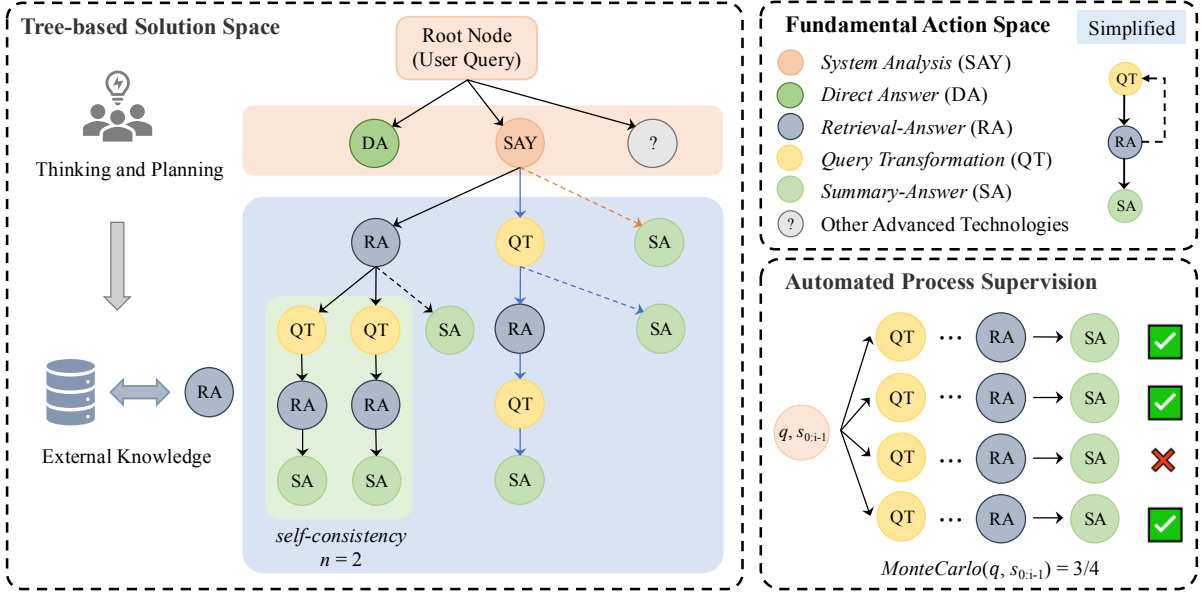 Tree-based Solution Space
Root Node
(User Query)
DA
SAY
?
Thinking and Planning
RA
QT
SA
QT
QT
SA
RA
SA
RA
RA
RA
QT
External Knowledge
SA
SA
SA
self-consistency
n = 2
Fundamental Action Space
Simplified
System Analysis (SAY)
Direct Answer (DA)
Retrieval-Answer (RA)
Query Transformation (QT)
Summary-Answer (SA)
? Other Advanced Technologies
QT
RA
SA
Automated Process Supervision
QT ... RA SA
QT ... RA SA
q, s0:i-1
QT ... RA SA
QT ... RA SA
MonteCarlo(q, s0:i-1) = 3/4